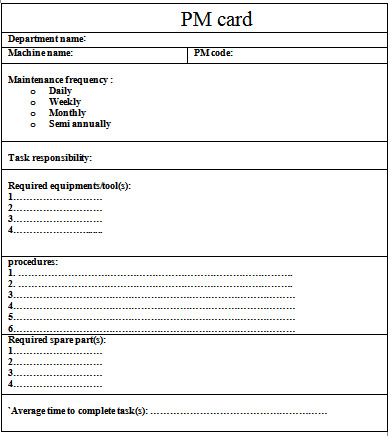 PM card
Department name:
Machine name: PM code:
Maintenance frequency :
o Daily
o Weekly
o Monthly
o Semi annually
Task responsibility:
Required equipments/tool(s):
1...........................
2...........................
3...........................
4...........................
procedures:
1. ...................................................................................
2. ...................................................................................
3.....................................................................................
4.....................................................................................
5.....................................................................................
6.....................................................................................
Required spare part(s):
1...........................
2...........................
3...........................
4...........................
`Average time to complete task(s): .....................................................